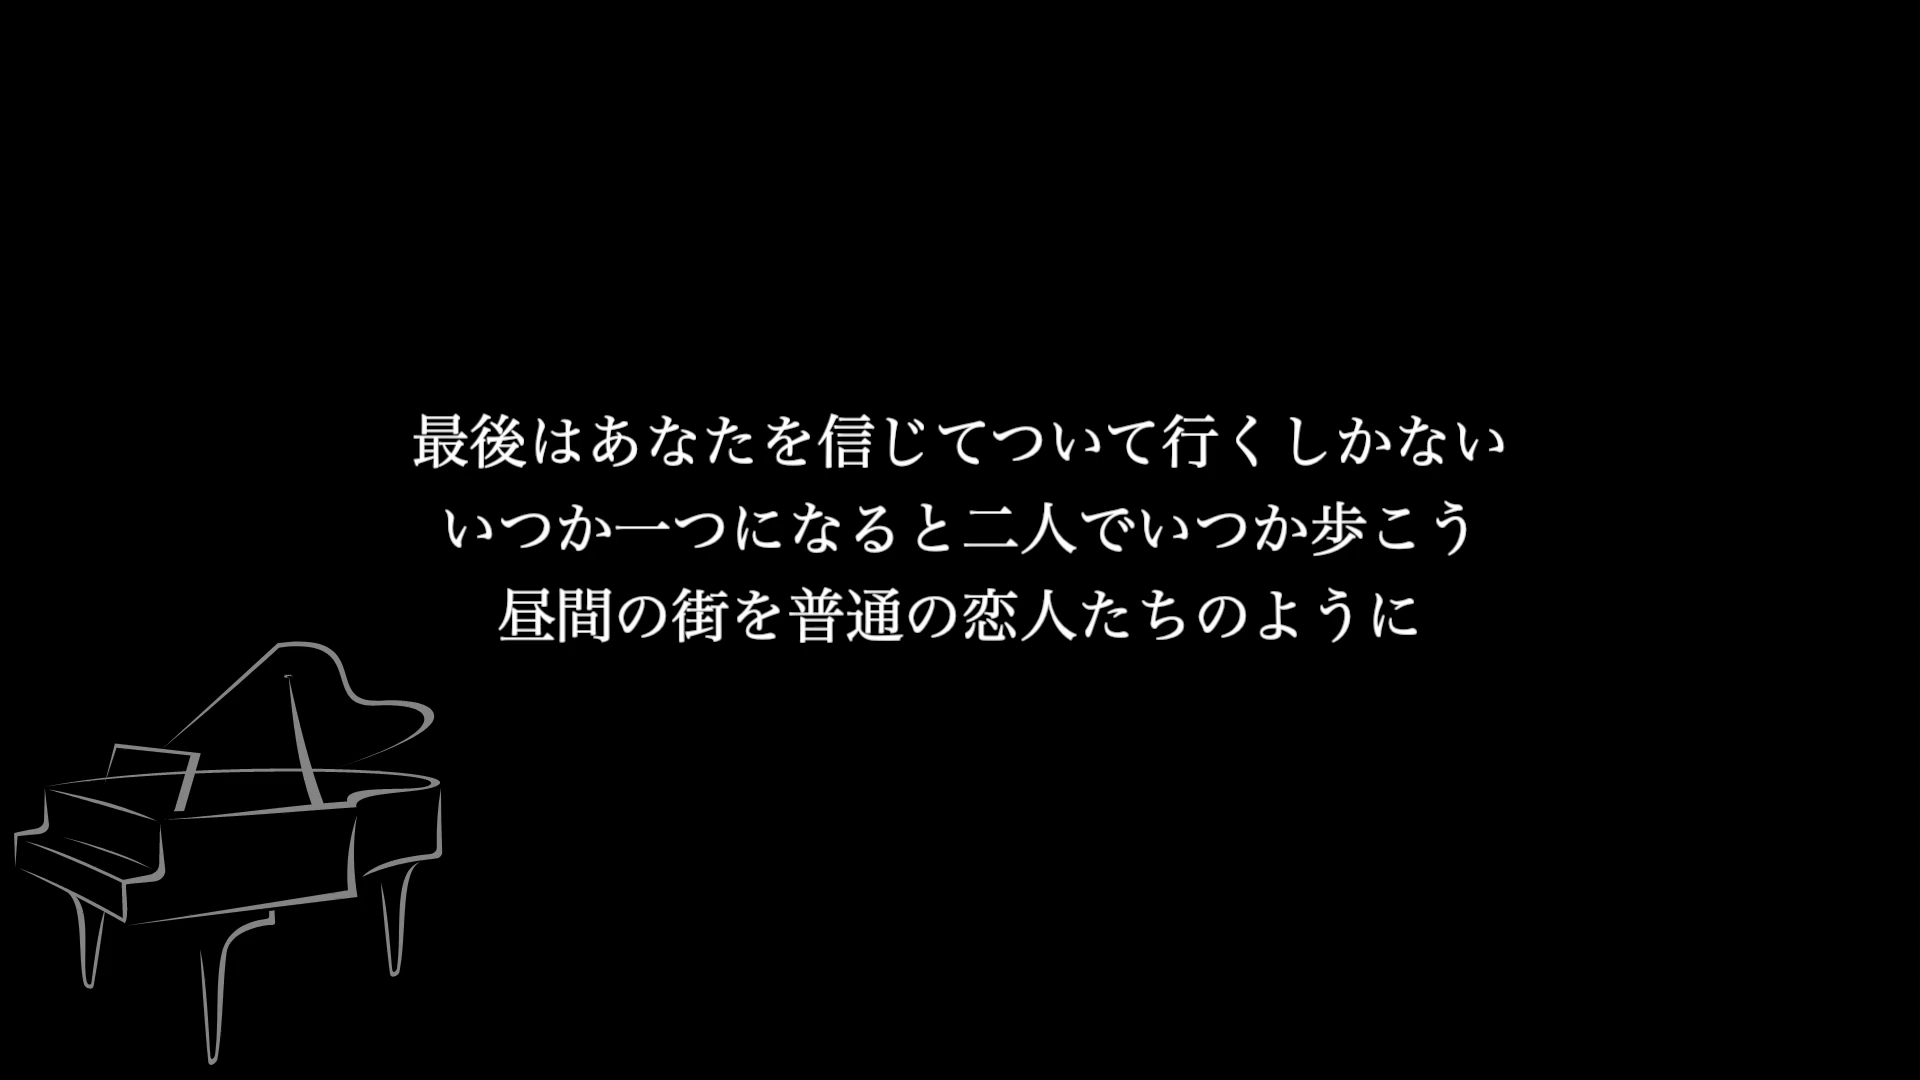 最後はあなたを信じてついて行くしかない
いつか一つになると二人でいつか歩こう
昼間の街を普通の恋人たちのように